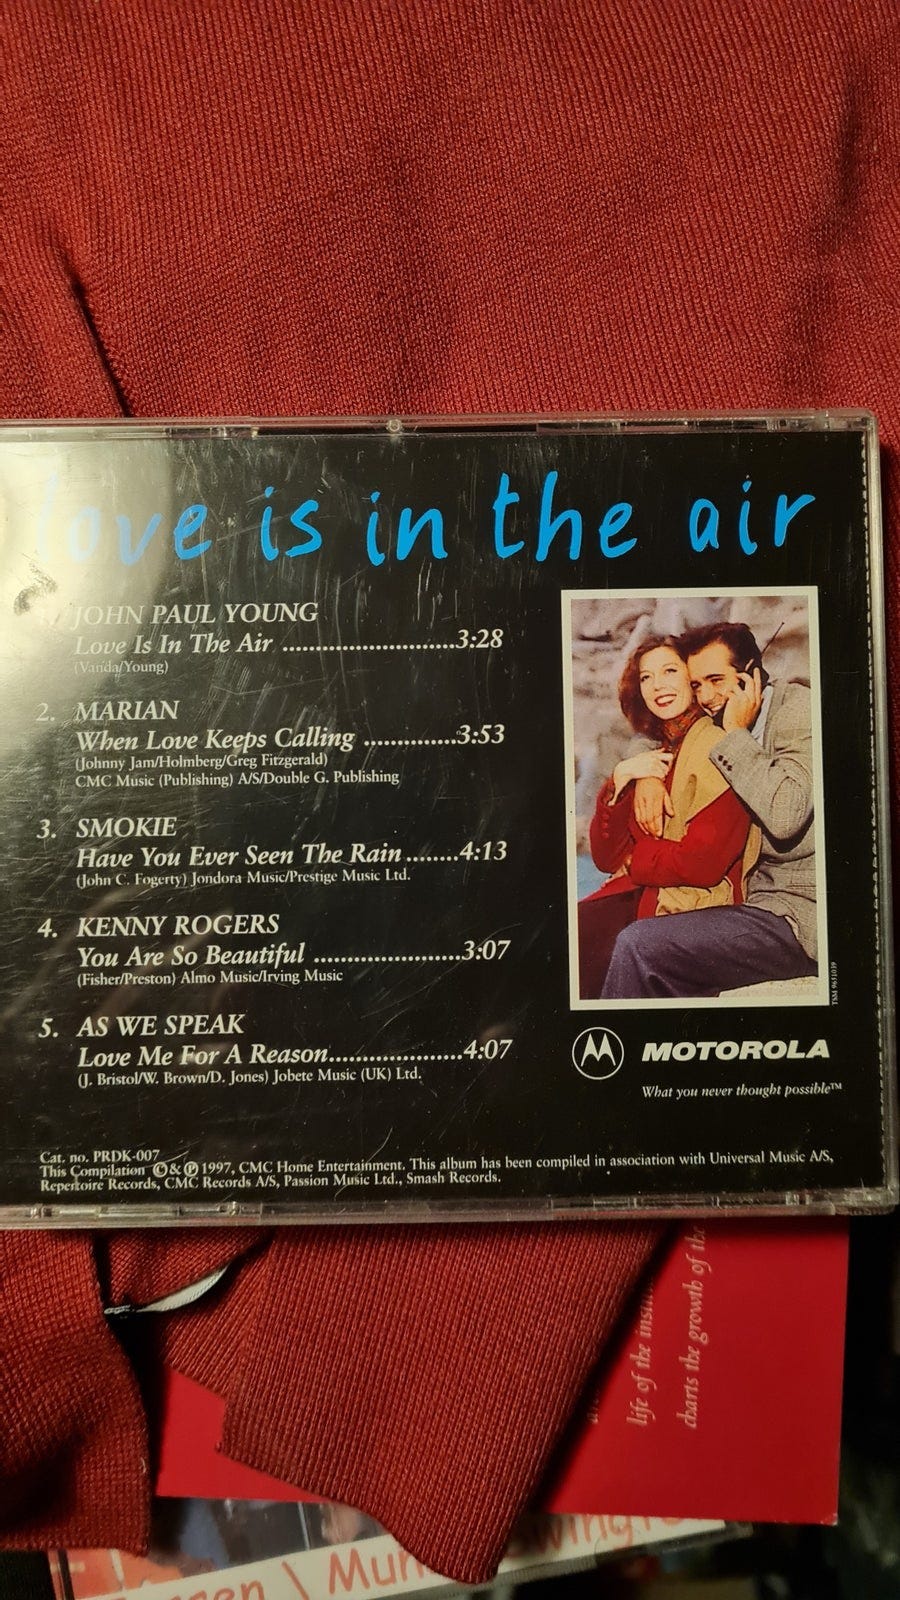 love is in the air
1. JOHN PAUL YOUNG
Love Is In The Air ..........................3:28
(Vanda/Young)
2. MARIAN
When Love Keeps Calling ..............3:53
(Johnny Jam/Holmberg/Greg Fitzgerald)
CMC Music (Publishing) A/S/Double G. Publishing
3. SMOKIE
Have You Ever Seen The Rain ........4:13
(John C. Fogerty) Jondora Music/Prestige Music Ltd.
4. KENNY ROGERS
You Are So Beautiful .......................3:07
(Fisher/Preston) Almo Music/Irving Music
5. AS WE SPEAK
Love Me For A Reason.....................4:07
(J. Bristol/W. Brown/D. Jones) Jobete Music (UK) Ltd.
TSM 9651039
MOTOROLA
What you never thought possible™
Cat. no. PRDK-007
This Compilation ©&℗ 1997, CMC Home Entertainment. This album has been compiled in association with Universal Music A/S,
Repertoire Records, CMC Records A/S, Passion Music Ltd., Smash Records.
life of the
charts the growth of the